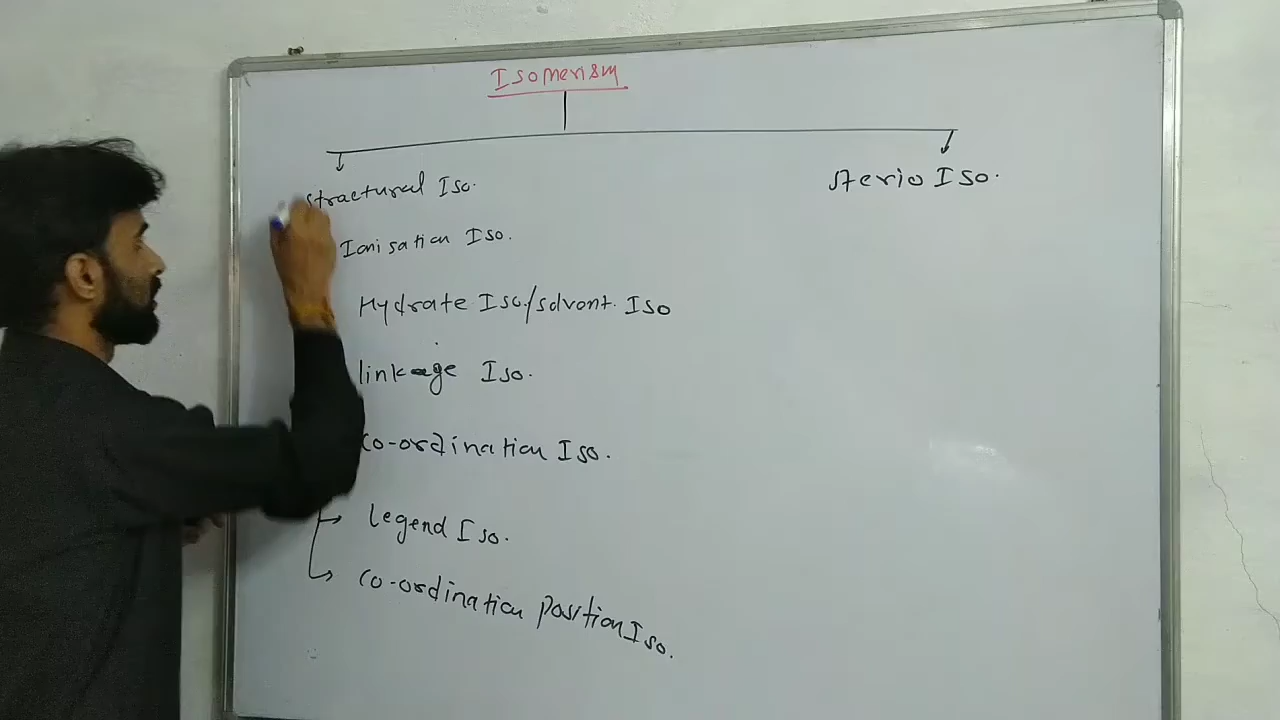 Isomerism
Stractural Iso.
Sterio Iso.
Ionisation Iso.
Hydrate Iso./solvent. Iso
linkage Iso.
Co-ordination Iso.
Legend Iso.
Co-ordination position Iso.